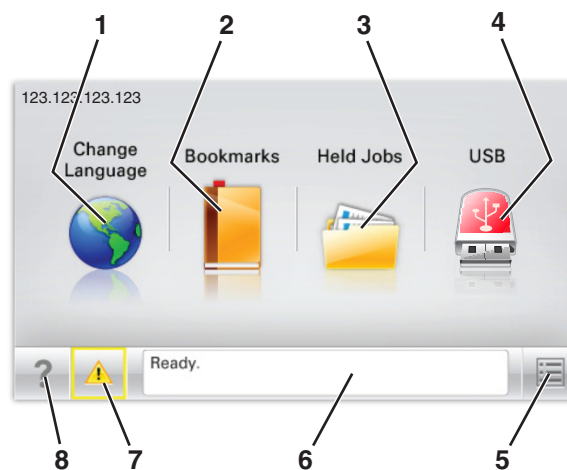 1 2 3 4
123.123.123.123
Change
Language
Bookmarks
Held Jobs
USB
?
Ready.
8 7 6 5